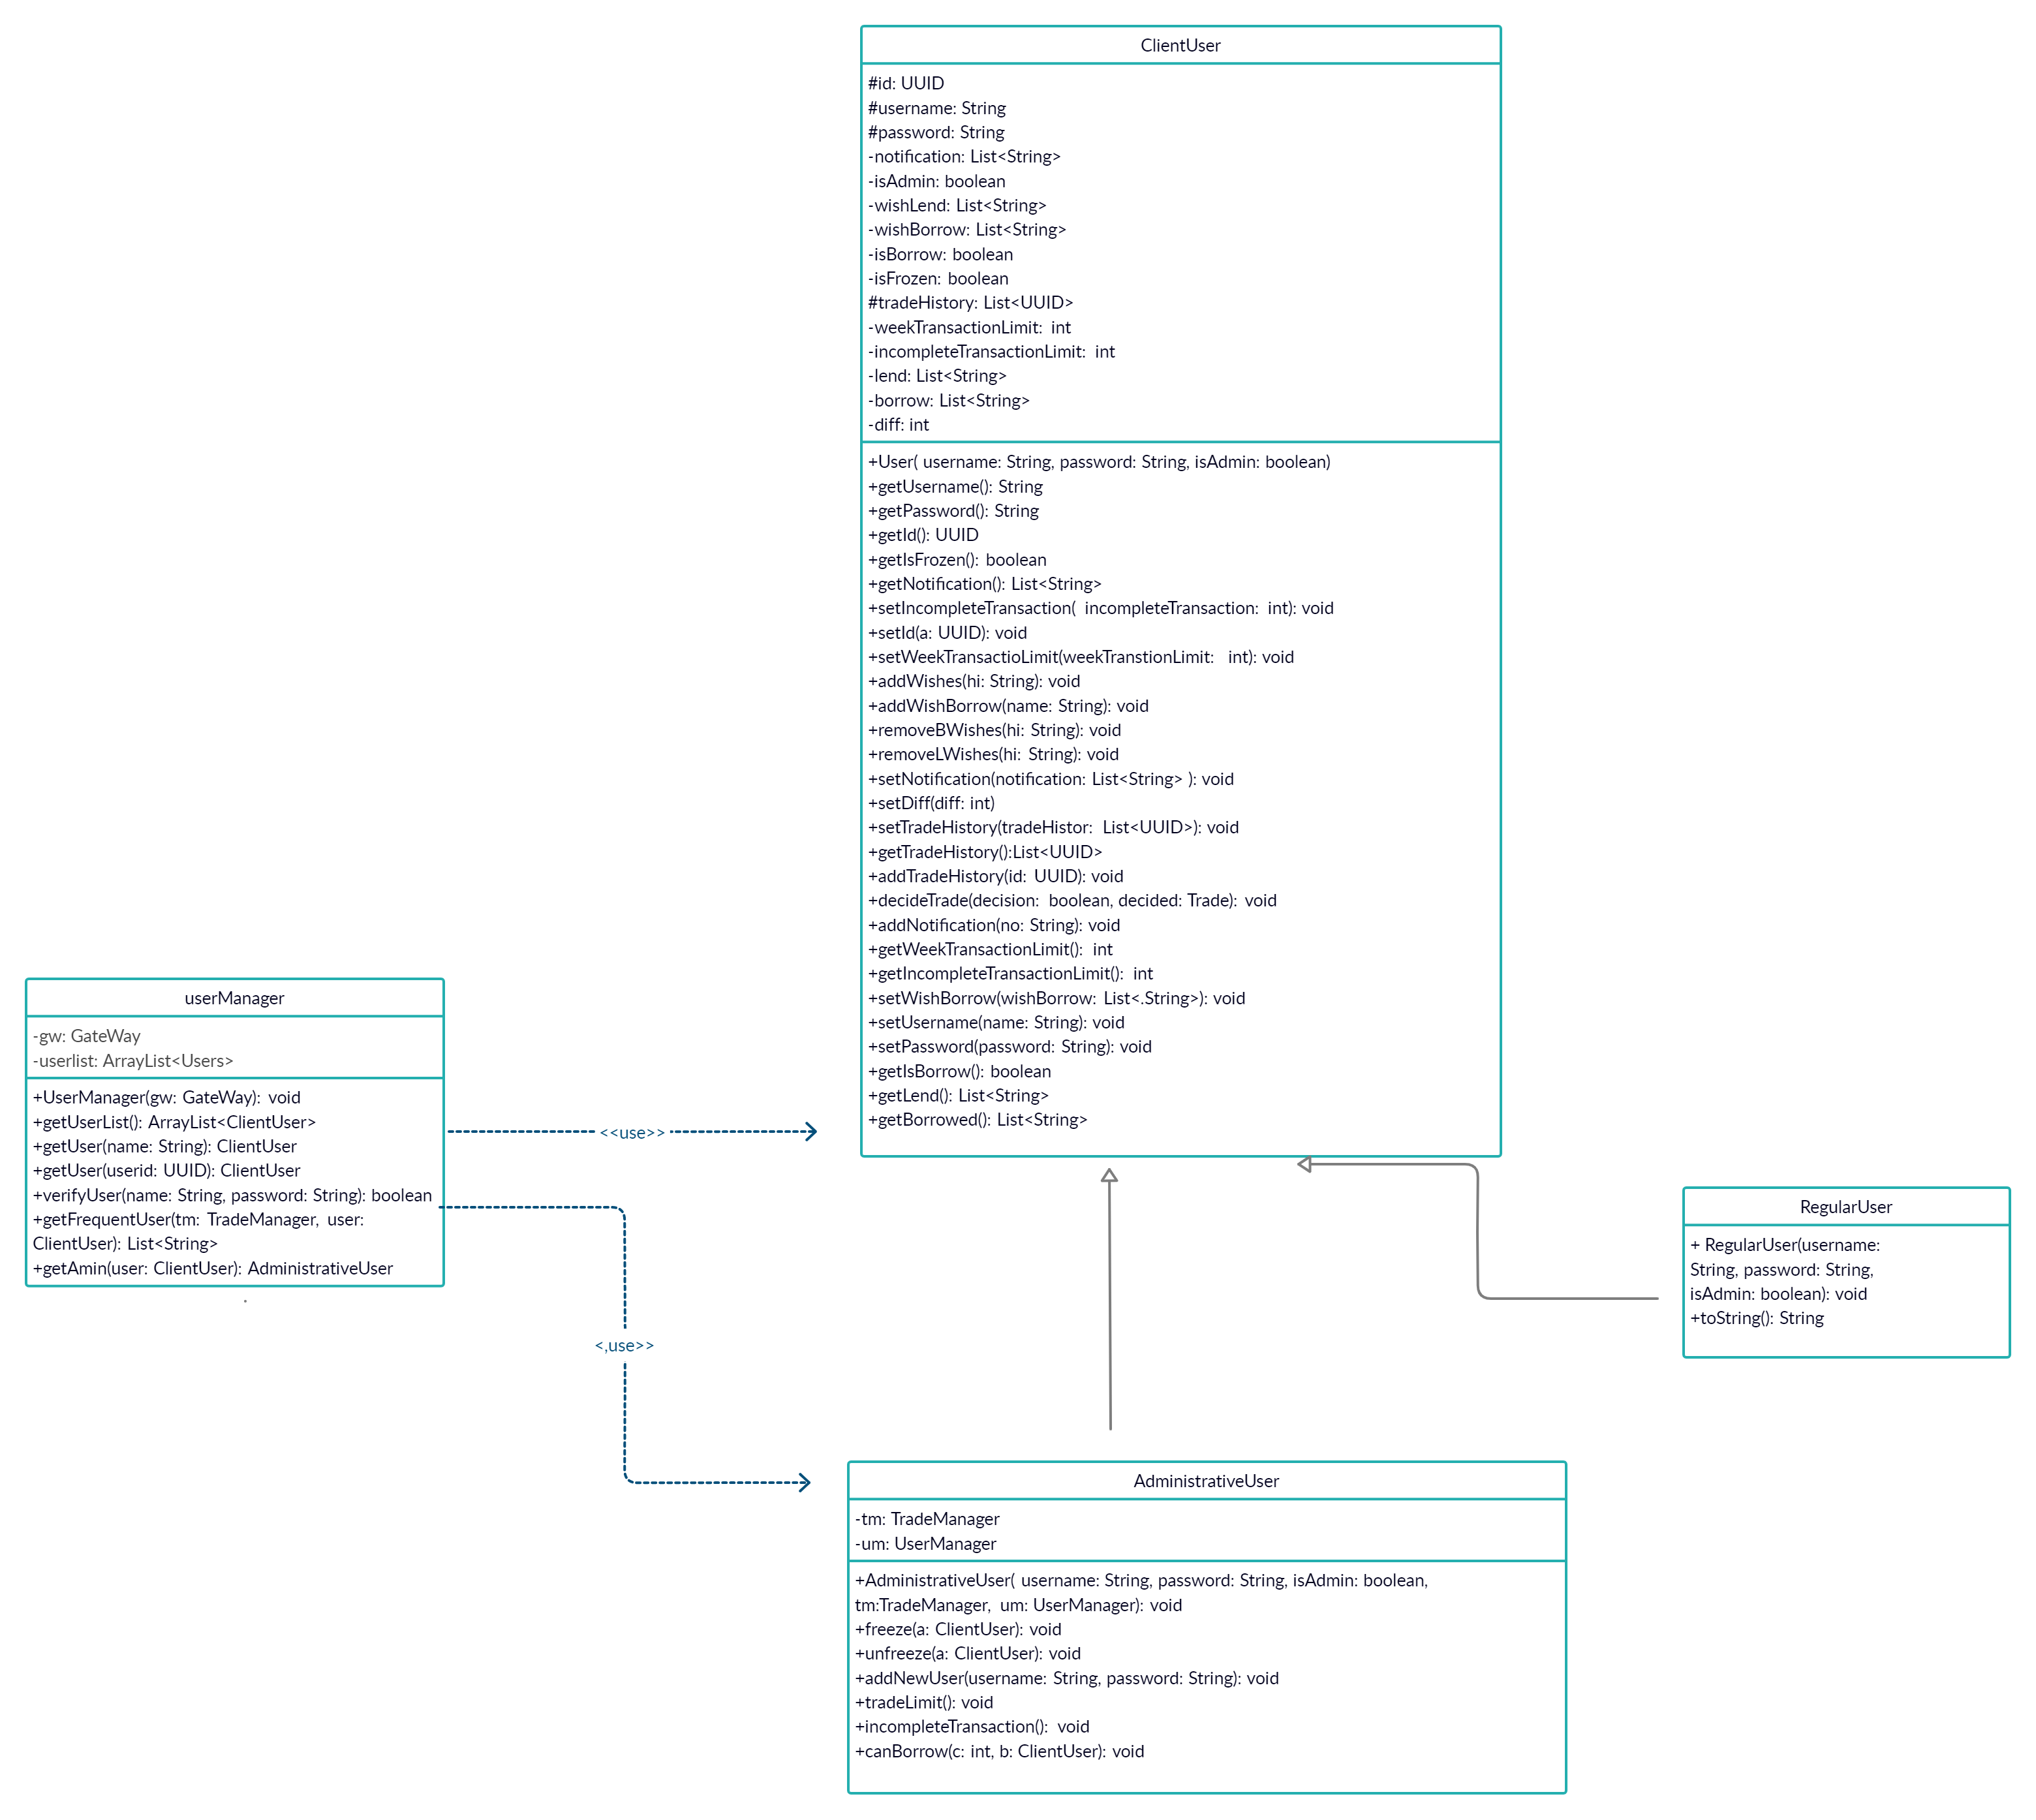 ClientUser
#id: UUID
#username: String
#password: String
-notification: List<String>
-isAdmin: boolean
-wishLend: List<String>
-wishBorrow: List<String>
-isBorrow: boolean
-isFrozen: boolean
#tradeHistory: List<UUID>
-weekTransactionLimit: int
-incompleteTransactionLimit: int
-lend: List<String>
-borrow: List<String>
-diff: int
+User( username: String, password: String, isAdmin: boolean)
+getUsername(): String
+getPassword(): String
+getId(): UUID
+getIsFrozen(): boolean
+getNotification(): List<String>
+setIncompleteTransaction( incompleteTransaction: int): void
+setId(a: UUID): void
+setWeekTransactioLimit(weekTranstionLimit: int): void
+addWishes(hi: String): void
+addWishBorrow(name: String): void
+removeBWishes(hi: String): void
+removeLWishes(hi: String): void
+setNotification(notification: List<String> ): void
+setDiff(diff: int)
+setTradeHistory(tradeHistor: List<UUID>): void
+getTradeHistory():List<UUID>
+addTradeHistory(id: UUID): void
+decideTrade(decision: boolean, decided: Trade): void
+addNotification(no: String): void
+getWeekTransactionLimit(): int
+getIncompleteTransactionLimit(): int
+setWishBorrow(wishBorrow: List<.String>): void
+setUsername(name: String): void
+setPassword(password: String): void
+getIsBorrow(): boolean
+getLend(): List<String>
+getBorrowed(): List<String>
userManager
-gw: GateWay
-userlist: ArrayList<Users>
+UserManager(gw: GateWay): void
+getUserList(): ArrayList<ClientUser>
+getUser(name: String): ClientUser
+getUser(userid: UUID): ClientUser
+verifyUser(name: String, password: String): boolean
+getFrequentUser(tm: TradeManager, user:
ClientUser): List<String>
+getAmin(user: ClientUser): AdministrativeUser
.
<<use>>
<,use>>
RegularUser
+ RegularUser(username:
String, password: String,
isAdmin: boolean): void
+toString(): String
AdministrativeUser
-tm: TradeManager
-um: UserManager
+AdministrativeUser( username: String, password: String, isAdmin: boolean,
tm:TradeManager, um: UserManager): void
+freeze(a: ClientUser): void
+unfreeze(a: ClientUser): void
+addNewUser(username: String, password: String): void
+tradeLimit(): void
+incompleteTransaction(): void
+canBorrow(c: int, b: ClientUser): void